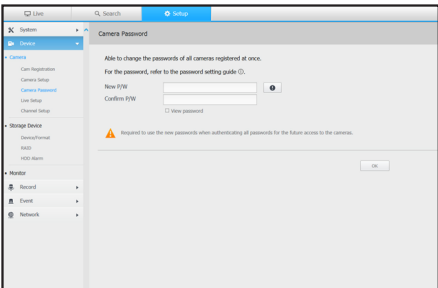 Live
Search
Setup
System
Device
Camera
Cam Registration
Camera Setup
Camera Password
Live Setup
Channel Setup
Storage Device
Device/Format
RAID
HDD Alarm
Monitor
Record
Event
Network
Camera Password
Able to change the passwords of all cameras registered at once.
For the password, refer to the password setting guide ⓘ.
New P/W
Confirm P/W
View password
Required to use the new passwords when authenticating all passwords for the future access to the cameras.
OK